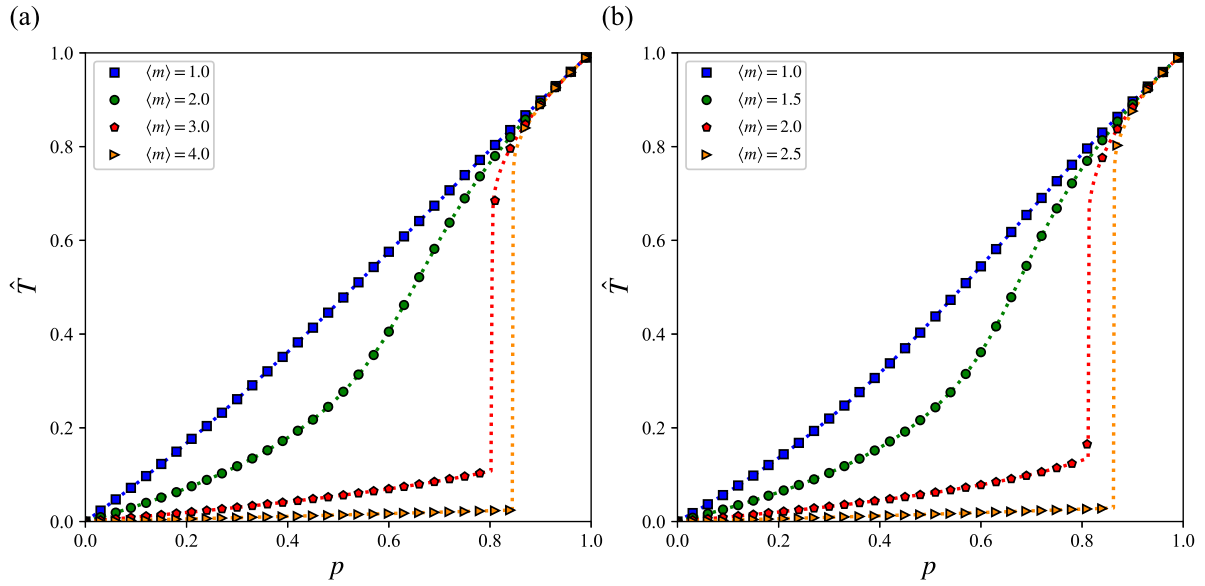 (a)
1.0
0.8
0.6
0.4
0.2
0.0
T̂
⟨m⟩ = 1.0
⟨m⟩ = 2.0
⟨m⟩ = 3.0
⟨m⟩ = 4.0
0.0 0.2 0.4 0.6 0.8 1.0
p
(b)
1.0
0.8
0.6
0.4
0.2
0.0
T̂
⟨m⟩ = 1.0
⟨m⟩ = 1.5
⟨m⟩ = 2.0
⟨m⟩ = 2.5
0.0 0.2 0.4 0.6 0.8 1.0
p